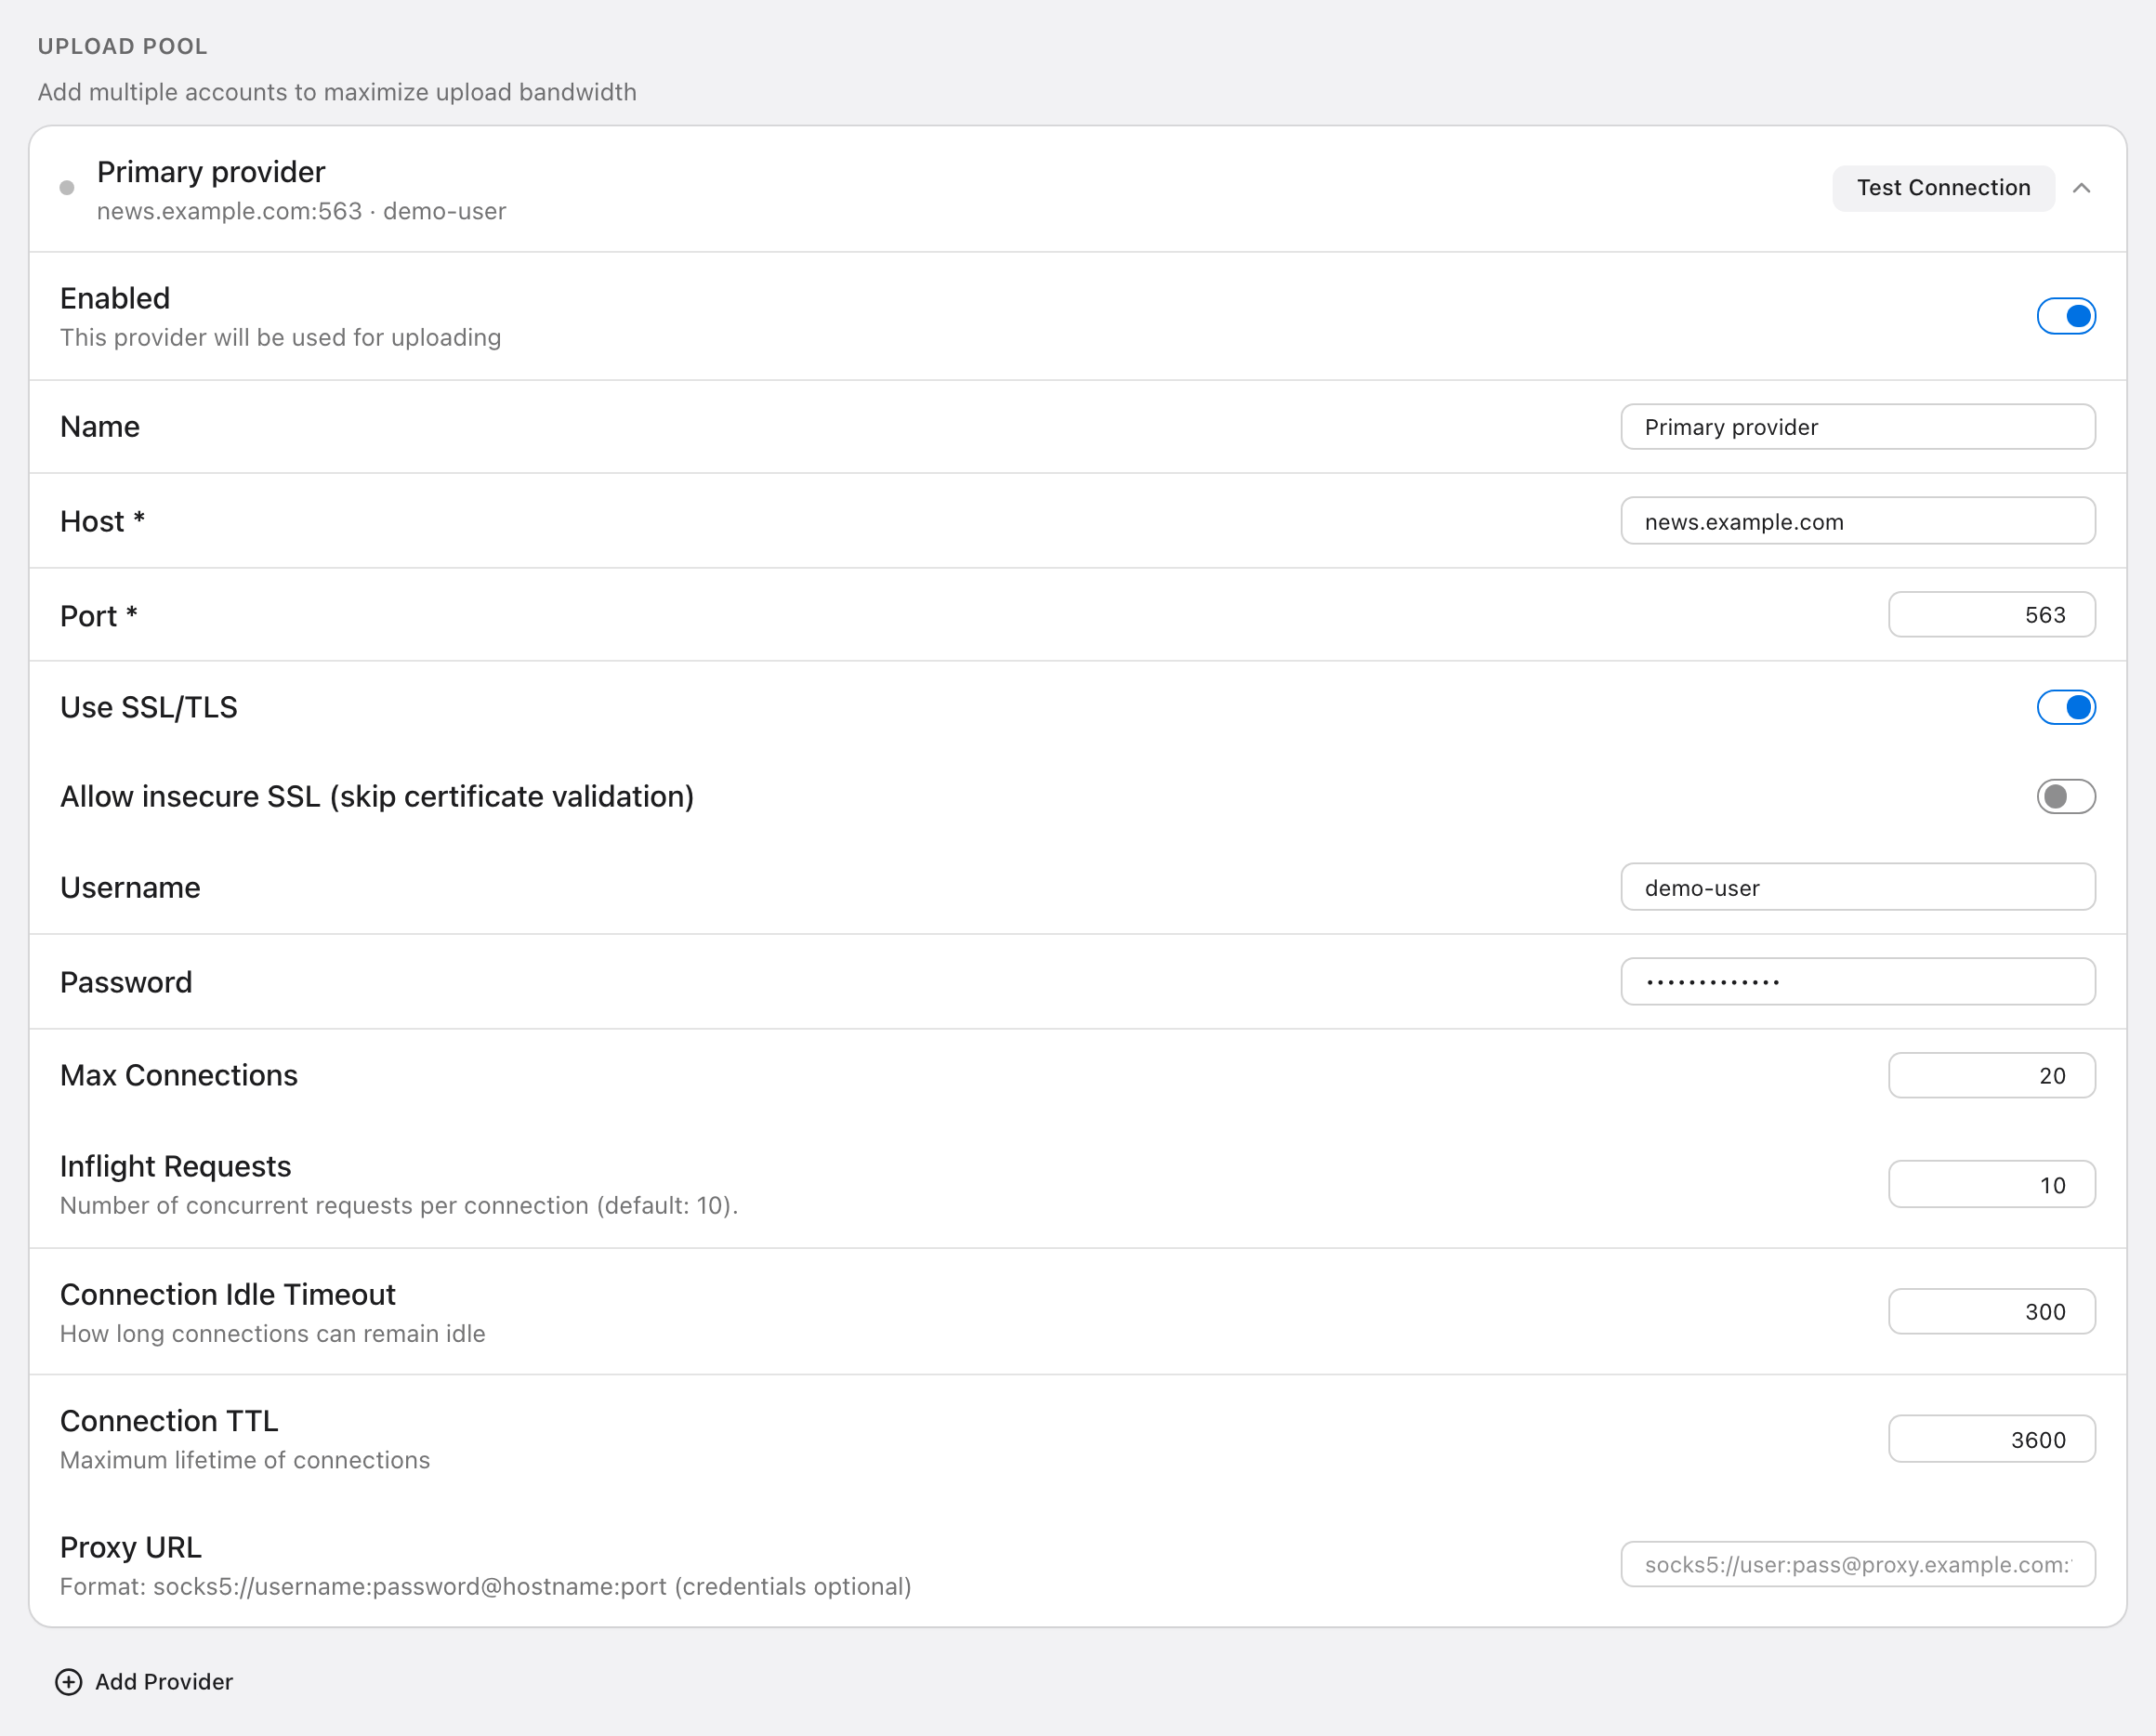 UPLOAD POOL
Add multiple accounts to maximize upload bandwidth
Primary provider
news.example.com:563 · demo-user
Test Connection
Enabled
This provider will be used for uploading
Name
Primary provider
Host *
news.example.com
Port *
563
Use SSL/TLS
Allow insecure SSL (skip certificate validation)
Username
demo-user
Password
•••••••••••••
Max Connections
20
Inflight Requests
Number of concurrent requests per connection (default: 10).
10
Connection Idle Timeout
How long connections can remain idle
300
Connection TTL
Maximum lifetime of connections
3600
Proxy URL
Format: socks5://username:password@hostname:port (credentials optional)
socks5://user:pass@proxy.example.com:
Add Provider